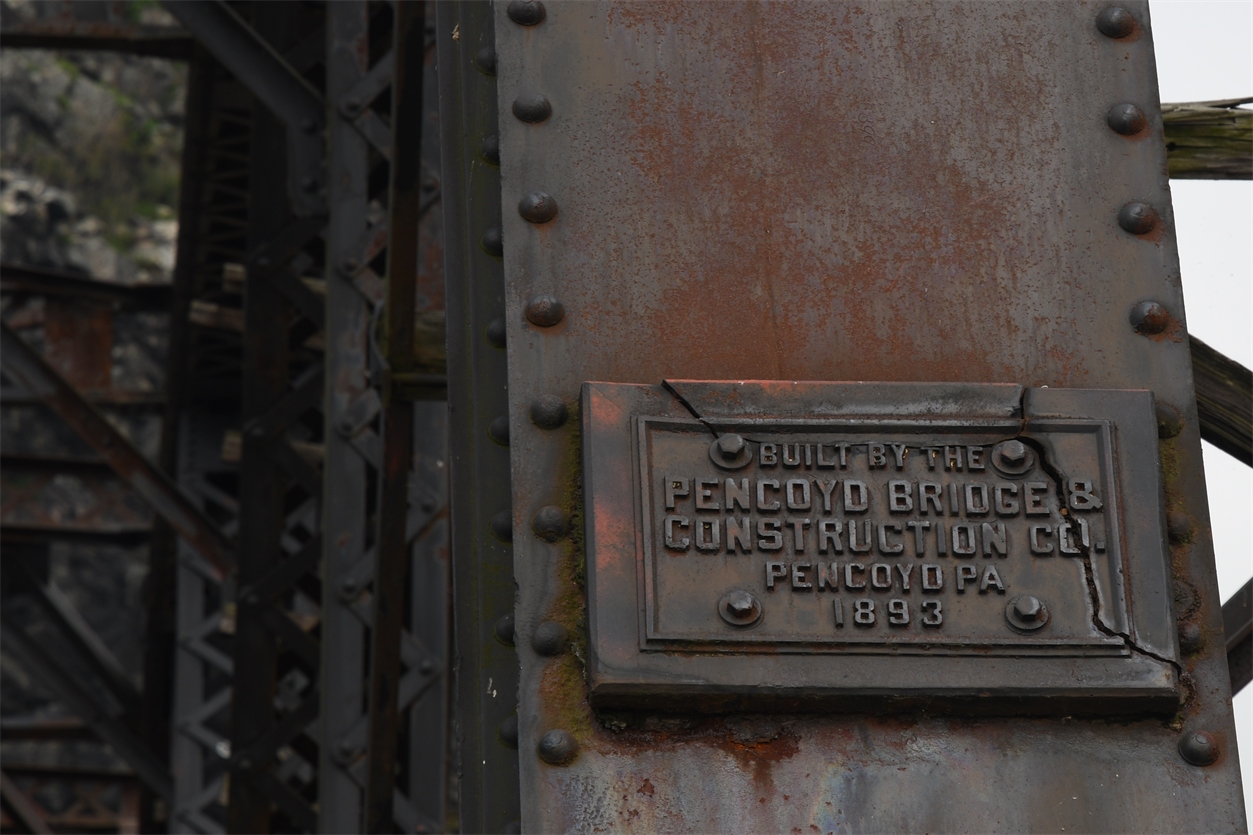 BUILT BY THE
PENCOYD BRIDGE &
CONSTRUCTION CO.
PENCOYD PA
1893